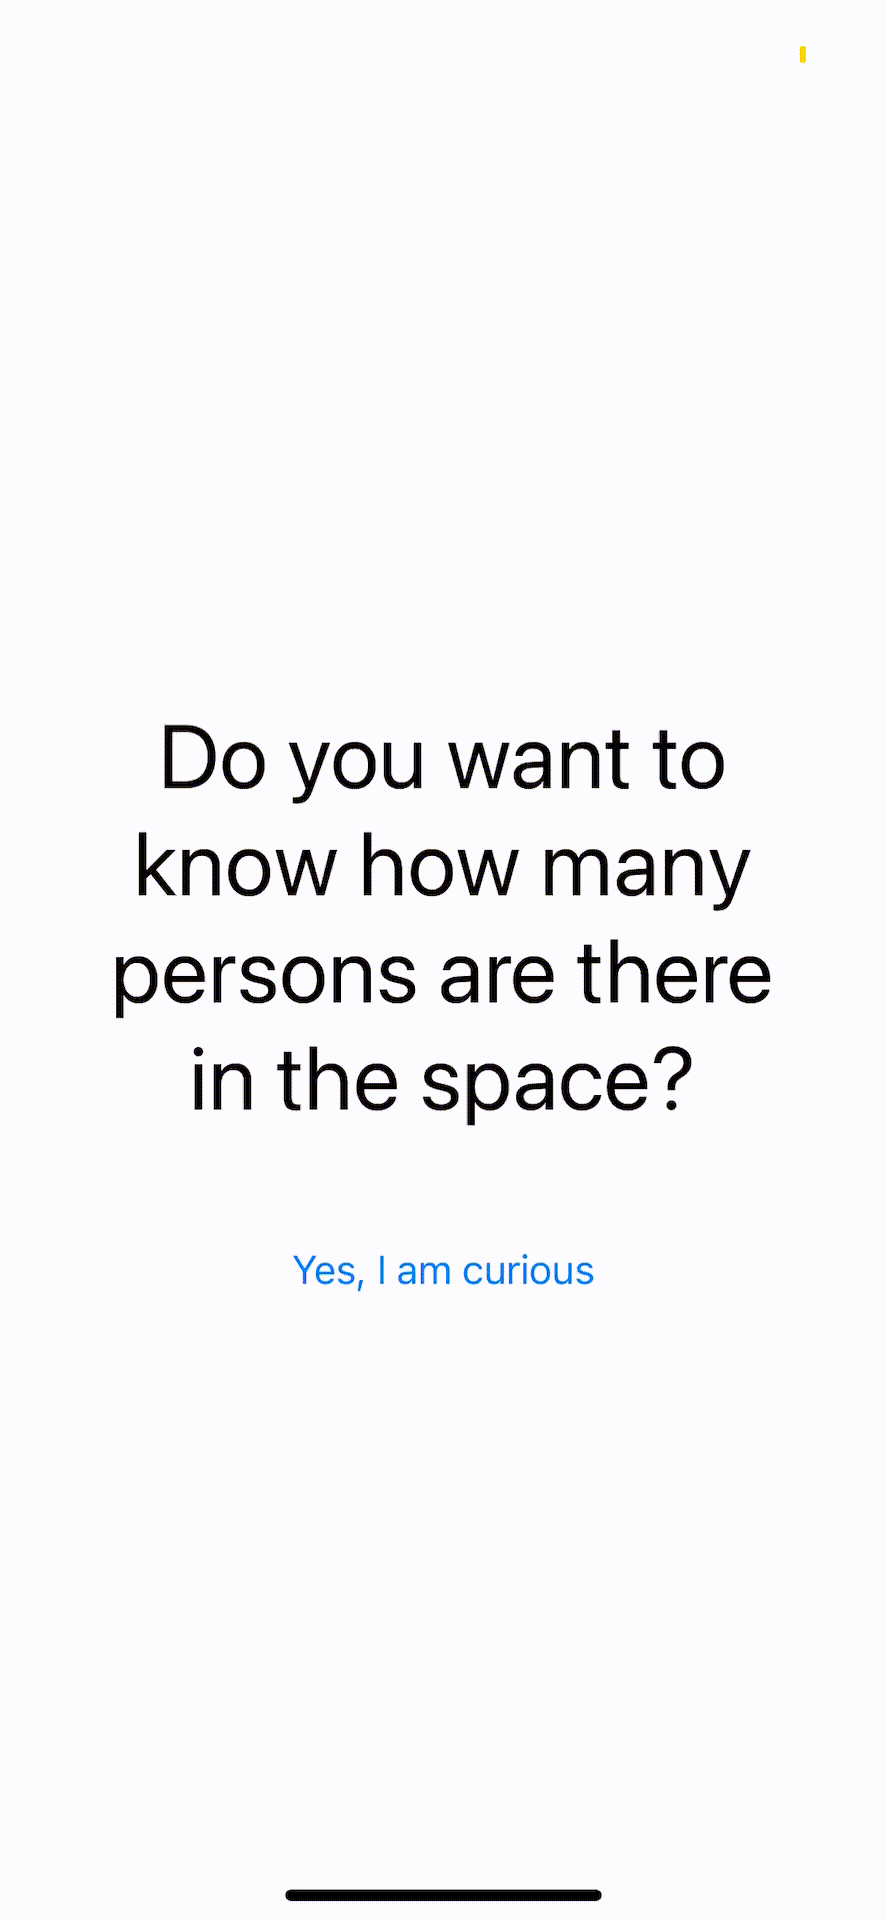 Do you want to
know how many
persons are there
in the space?
Yes, I am curious